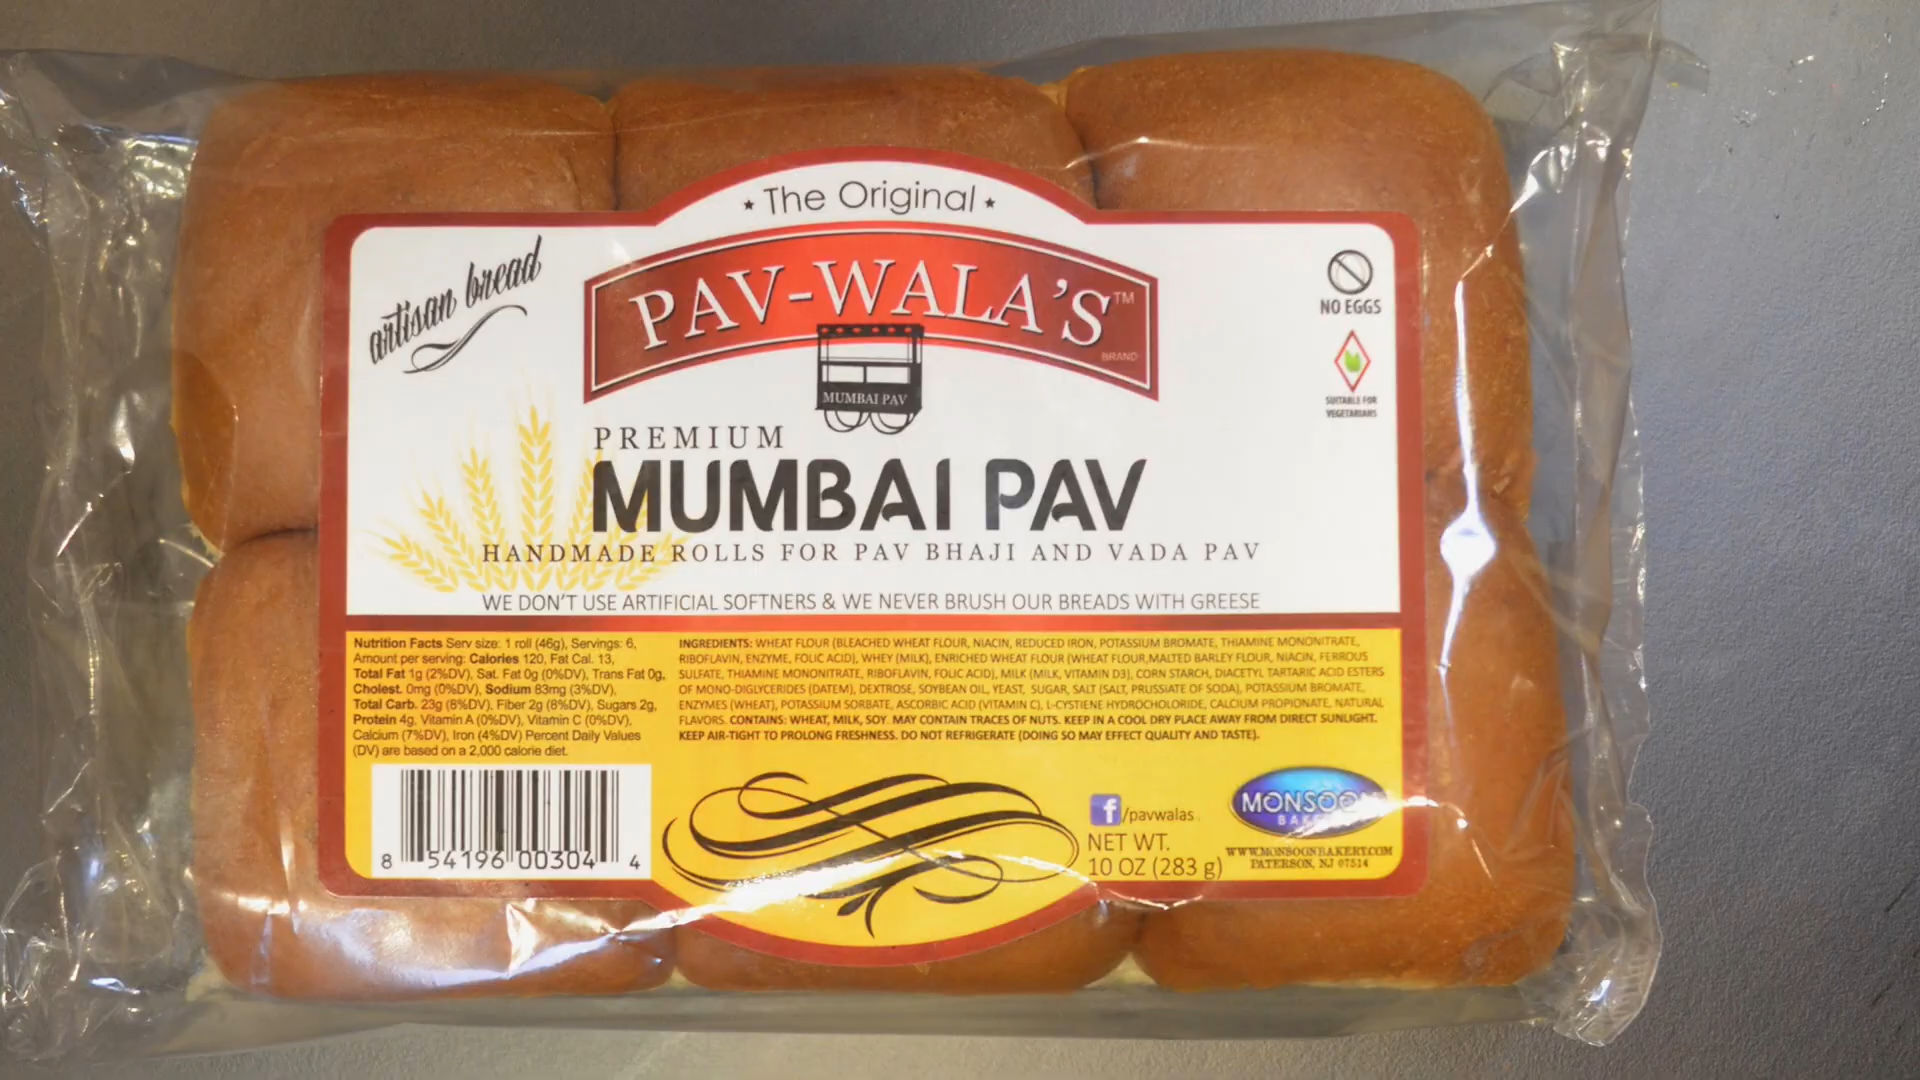 ★ The Original ★
artisan bread
PAV-WALA'S™
BRAND
MUMBAI PAV
NO EGGS
SUITABLE FOR
VEGETARIANS
PREMIUM
MUMBAI PAV
HANDMADE ROLLS FOR PAV BHAJI AND VADA PAV
WE DON'T USE ARTIFICIAL SOFTNERS & WE NEVER BRUSH OUR BREADS WITH GREESE
Nutrition Facts Serv size: 1 roll (46g), Servings: 6,
Amount per serving: Calories 120, Fat Cal. 13,
Total Fat 1g (2%DV), Sat. Fat 0g (0%DV), Trans Fat 0g,
Cholest. 0mg (0%DV), Sodium 83mg (3%DV),
Total Carb. 23g (8%DV), Fiber 2g (8%DV), Sugars 2g,
Protein 4g, Vitamin A (0%DV), Vitamin C (0%DV),
Calcium (7%DV), Iron (4%DV) Percent Daily Values
(DV) are based on a 2,000 calorie diet.
INGREDIENTS: WHEAT FLOUR (BLEACHED WHEAT FLOUR, NIACIN, REDUCED IRON, POTASSIUM BROMATE, THIAMINE MONONITRATE,
RIBOFLAVIN, ENZYME, FOLIC ACID), WHEY (MILK), ENRICHED WHEAT FLOUR (WHEAT FLOUR,MALTED BARLEY FLOUR, NIACIN, FERROUS
SULFATE, THIAMINE MONONITRATE, RIBOFLAVIN, FOLIC ACID), MILK (MILK, VITAMIN D3), CORN STARCH, DIACETYL TARTARIC ACID ESTERS
OF MONO-DIGLYCERIDES (DATEM), DEXTROSE, SOYBEAN OIL, YEAST, SUGAR, SALT (SALT, PRUSSIATE OF SODA), POTASSIUM BROMATE,
ENZYMES (WHEAT), POTASSIUM SORBATE, ASCORBIC ACID (VITAMIN C), L-CYSTIENE HYDROCHOLORIDE, CALCIUM PROPIONATE, NATURAL
FLAVORS. CONTAINS: WHEAT, MILK, SOY. MAY CONTAIN TRACES OF NUTS. KEEP IN A COOL DRY PLACE AWAY FROM DIRECT SUNLIGHT.
KEEP AIR-TIGHT TO PROLONG FRESHNESS. DO NOT REFRIGERATE (DOING SO MAY EFFECT QUALITY AND TASTE).
8 54196 00304 4
f/pavwalas
NET WT.
10 OZ (283 g)
MONSOON
WWW.MONSOONBAKERY.COM
PATERSON, NJ 07514